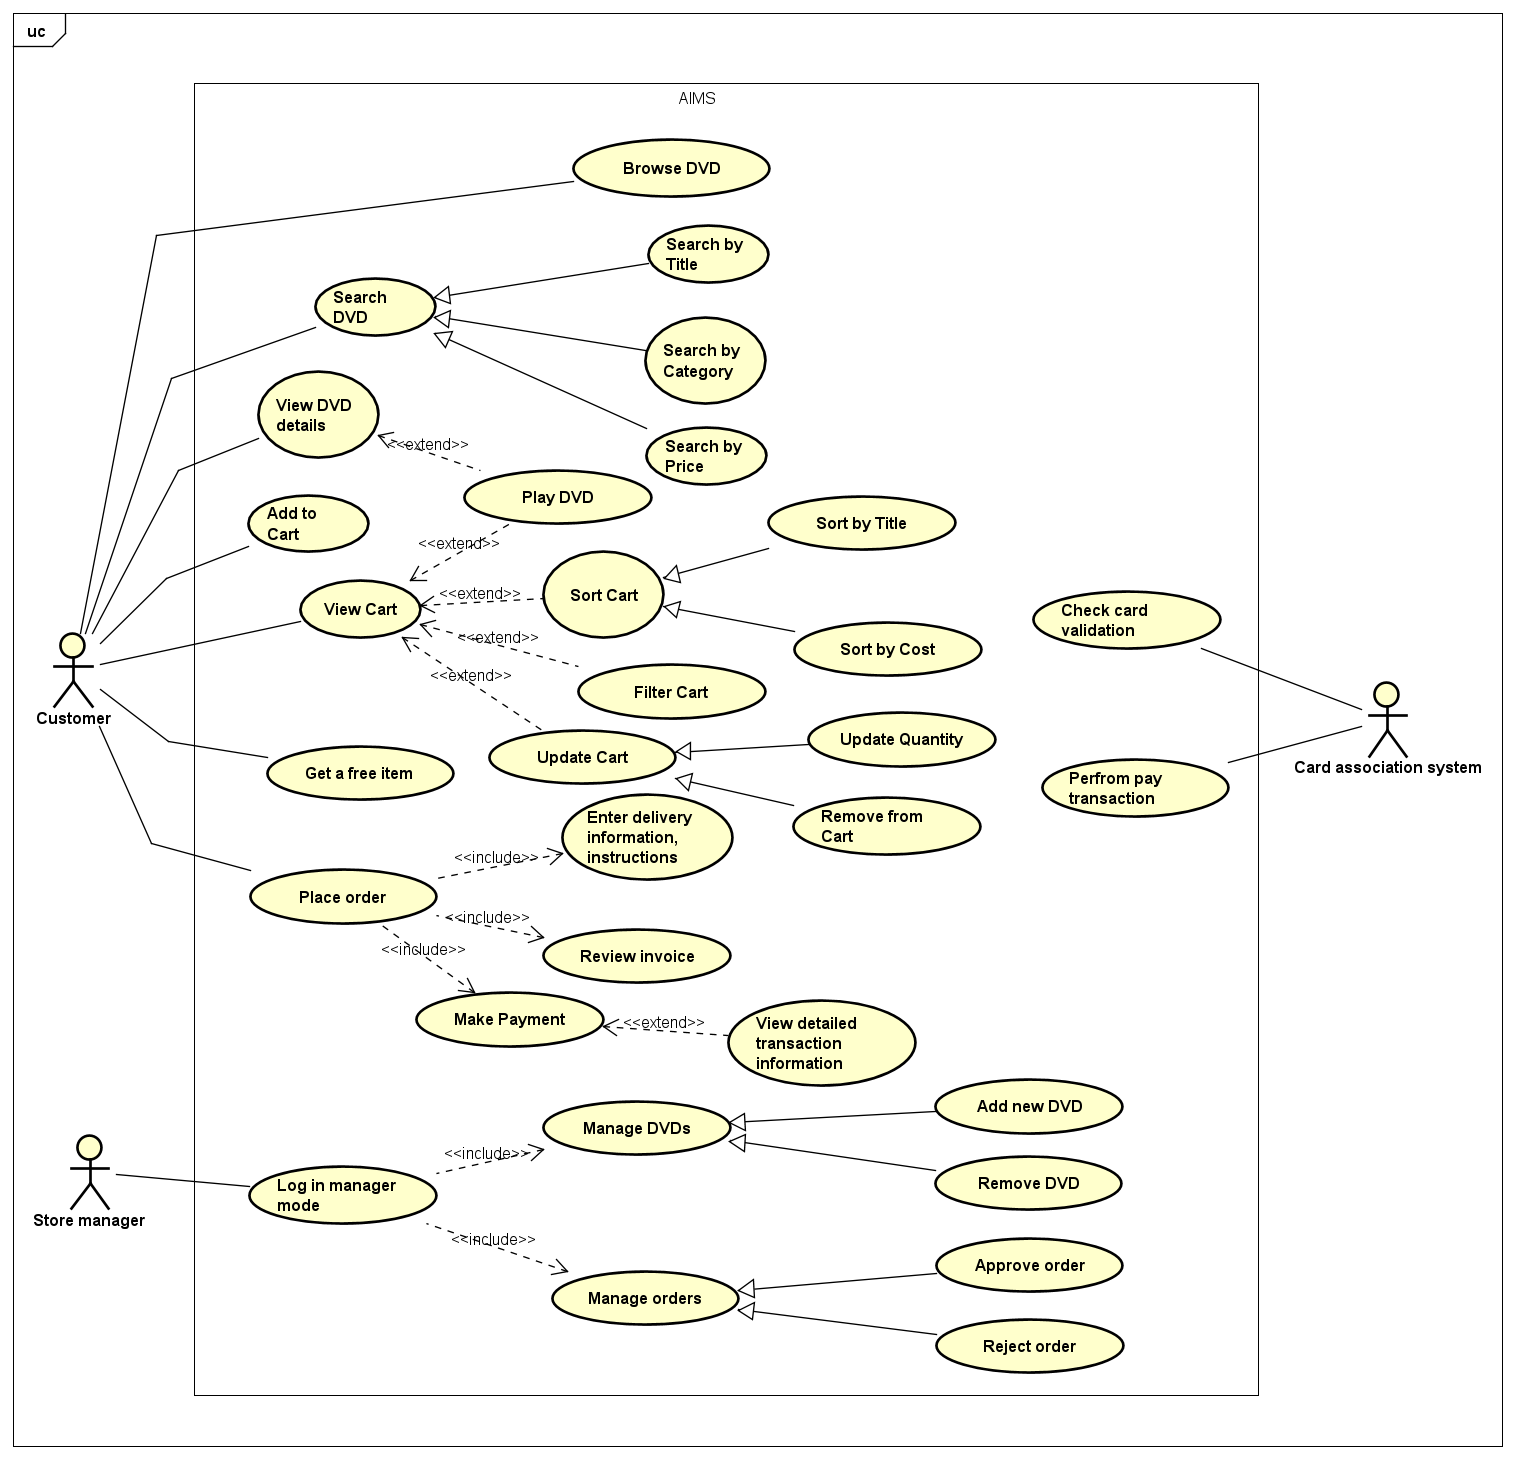 uc
AIMS
Browse DVD
Search by
Title
Search
DVD
Search by
Category
View DVD
details
<<extend>>
Search by
Price
Play DVD
Add to
Cart
Sort by Title
<<extend>>
<<extend>>
Sort Cart
View Cart
Check card
validation
<<extend>>
Sort by Cost
<<extend>>
Filter Cart
Customer
Update Quantity
Update Cart
Card association system
Get a free item
Perfrom pay
transaction
Enter delivery
information,
instructions
Remove from
Cart
<<include>>
Place order
<<include>>
<<include>>
Review invoice
Make Payment
<<extend>>
View detailed
transaction
information
Add new DVD
Manage DVDs
<<include>>
Remove DVD
Log in manager
mode
Store manager
<<include>>
Approve order
Manage orders
Reject order